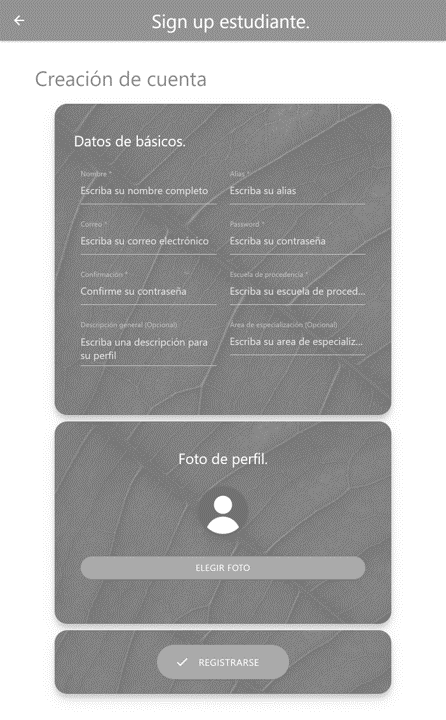 Sign up estudiante.
Creación de cuenta
Datos de básicos.
Nombre *
Escriba su nombre completo
Alias *
Escriba su alias
Correo *
Escriba su correo electrónico
Password *
Escriba su contraseña
Confirmación *
Confirme su contraseña
Escuela de procedencia *
Escriba su escuela de proced...
Descripción general (Opcional)
Escriba una descripción para
su perfil
Area de especialización (Opcional)
Escriba su area de especializ...
Foto de perfil.
ELEGIR FOTO
REGISTRARSE